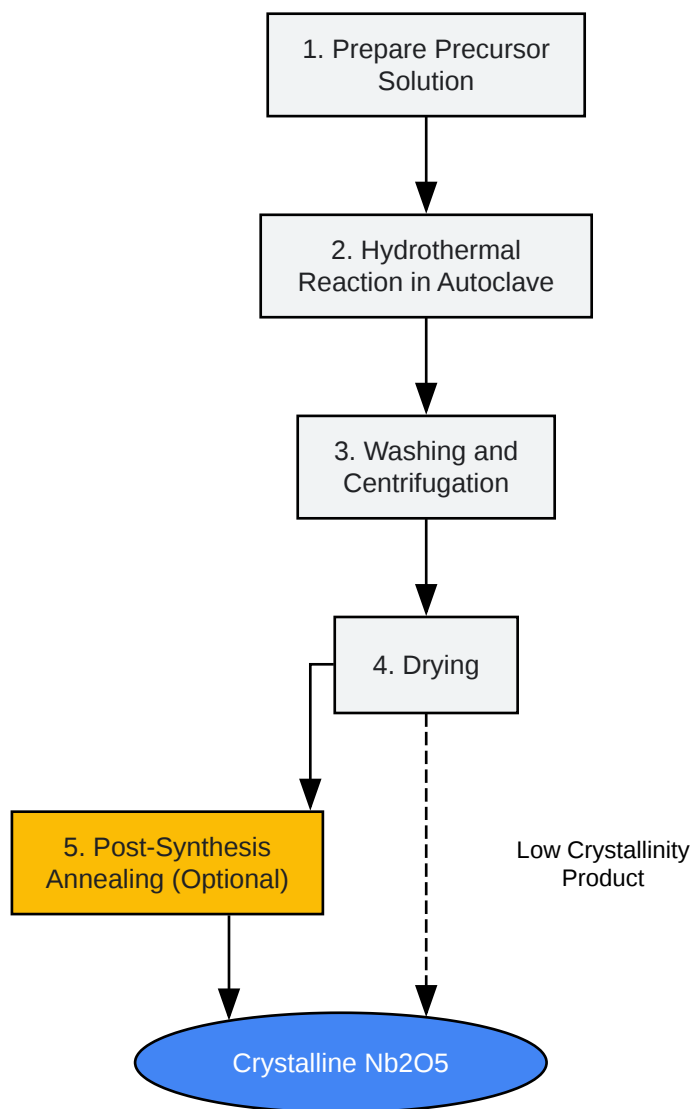 1. Prepare Precursor
Solution
2. Hydrothermal
Reaction in Autoclave
3. Washing and
Centrifugation
4. Drying
5. Post-Synthesis
Annealing (Optional)
Low Crystallinity
Product
Crystalline Nb2O5